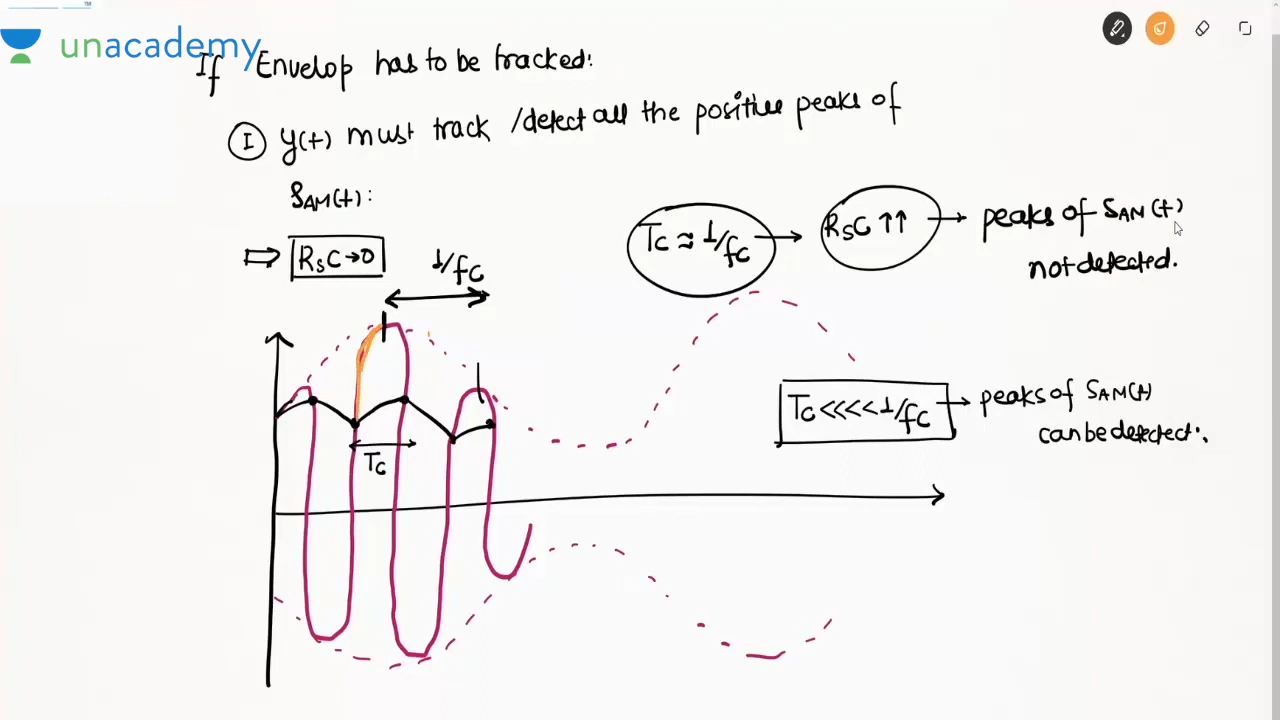 unacademy
If Envelop has to be tracked:
I y(t) must track /detect all the positive peaks of
SAM(t):
⇒ RSC→0
1/fc
Tc ≈ 1/fc → RSC ↑↑ → peaks of SAM(t)
not detected.
Tc <<<< 1/fc → peaks of SAM(t)
can be detect.
Tc